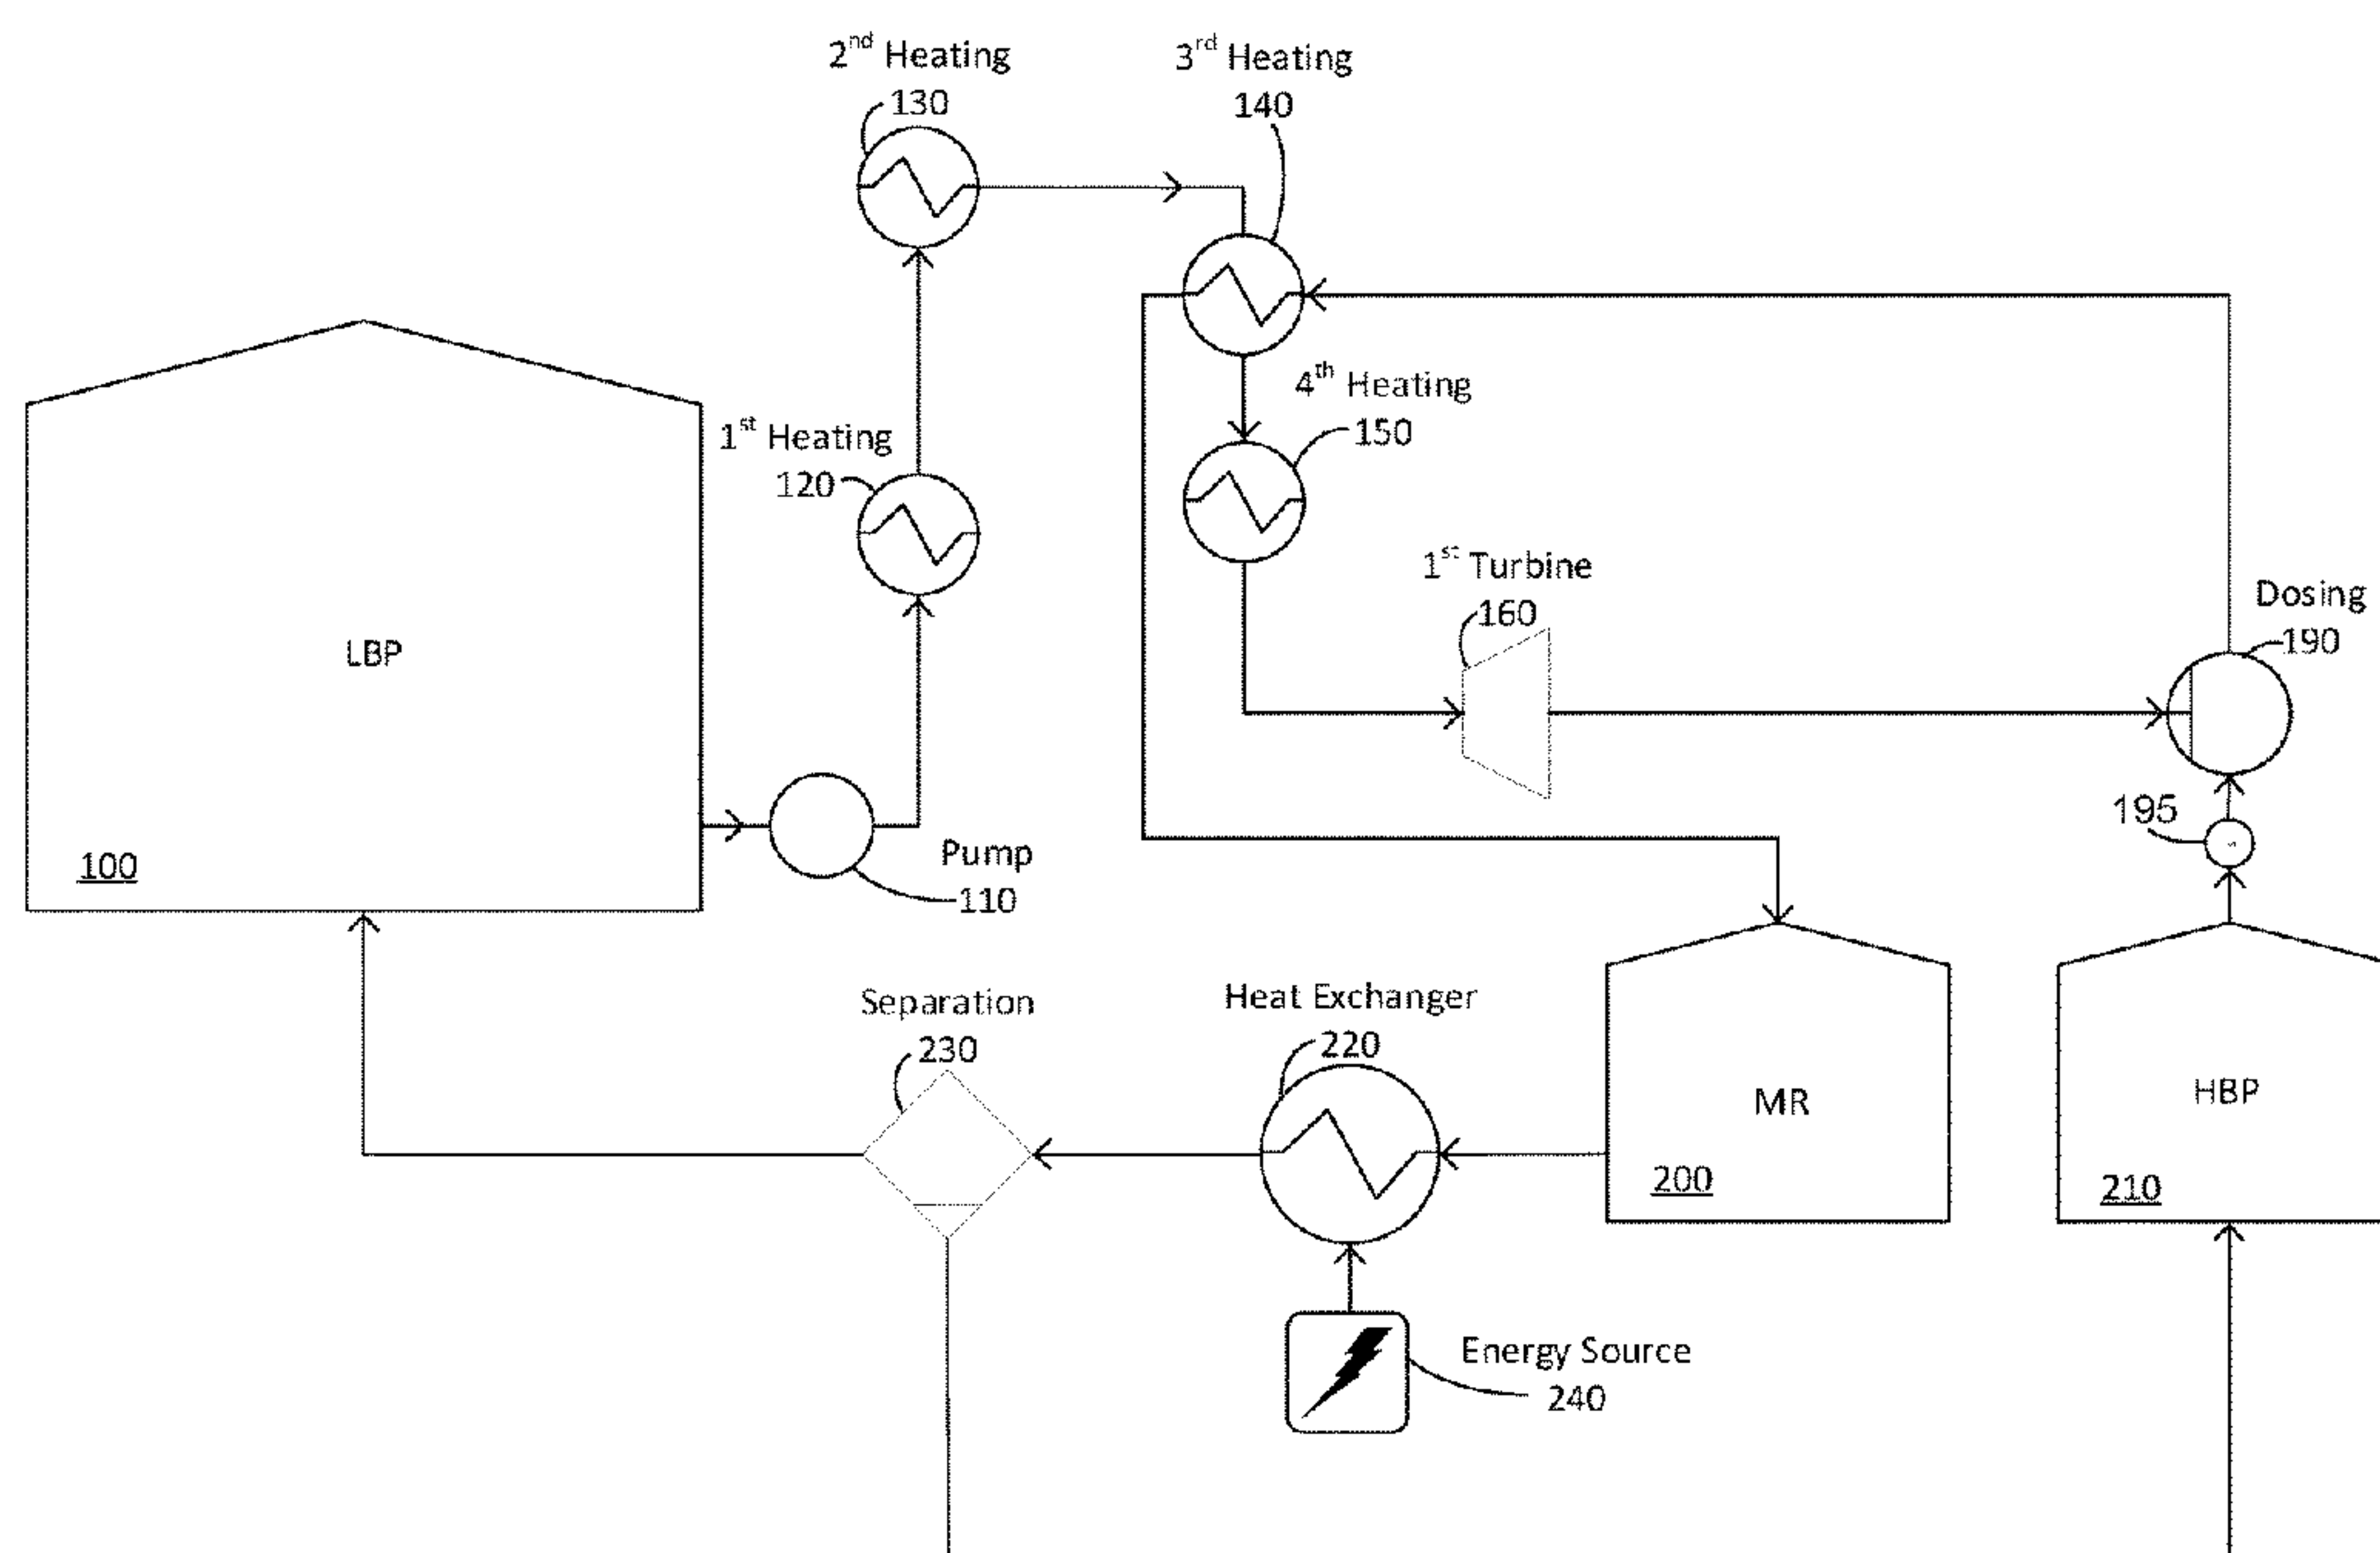 2nd Heating
130
3rd Heating
140
4th Heating
150
1st Heating
120
1st Turbine
160
Dosing
190
LBP
195
Pump
110
100
Separation
230
Heat Exchanger
220
MR
HBP
200
210
Energy Source
240